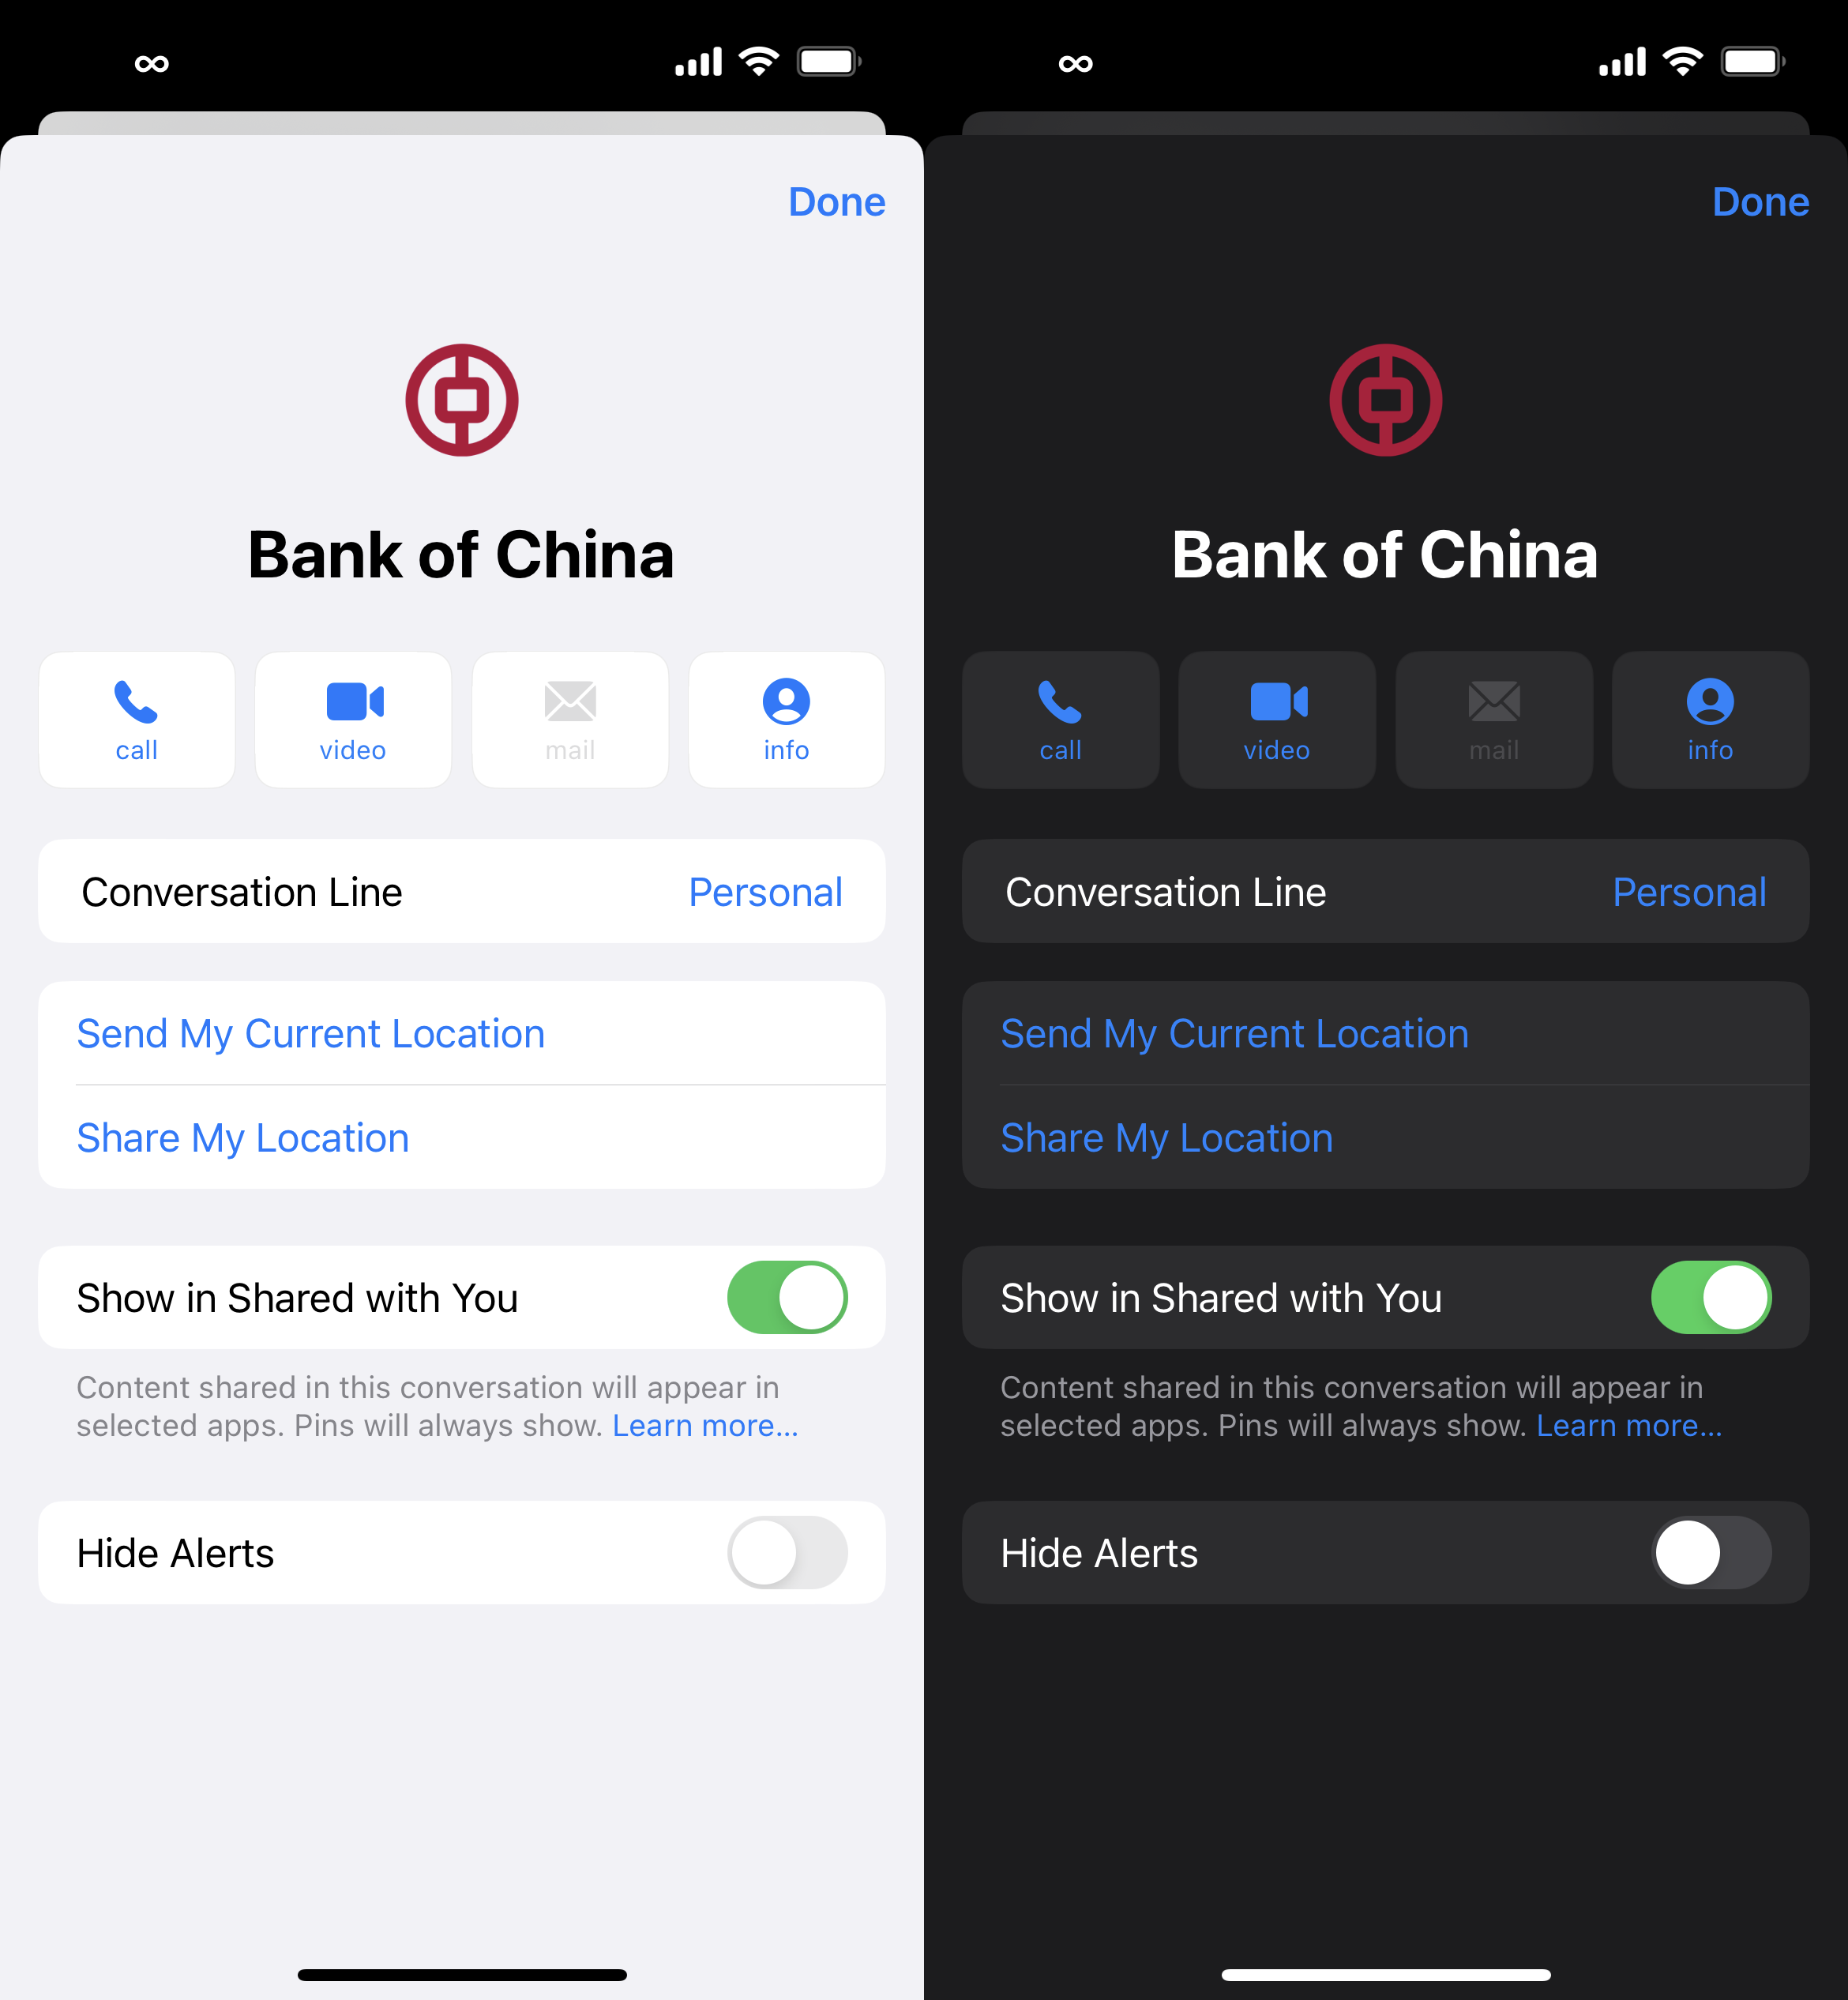 ∞
Done
Bank of China
call
video
mail
info
Conversation Line
Personal
Send My Current Location
Share My Location
Show in Shared with You
Content shared in this conversation will appear in
selected apps. Pins will always show. Learn more...
Hide Alerts
∞
Done
Bank of China
call
video
mail
info
Conversation Line
Personal
Send My Current Location
Share My Location
Show in Shared with You
Content shared in this conversation will appear in
selected apps. Pins will always show. Learn more...
Hide Alerts